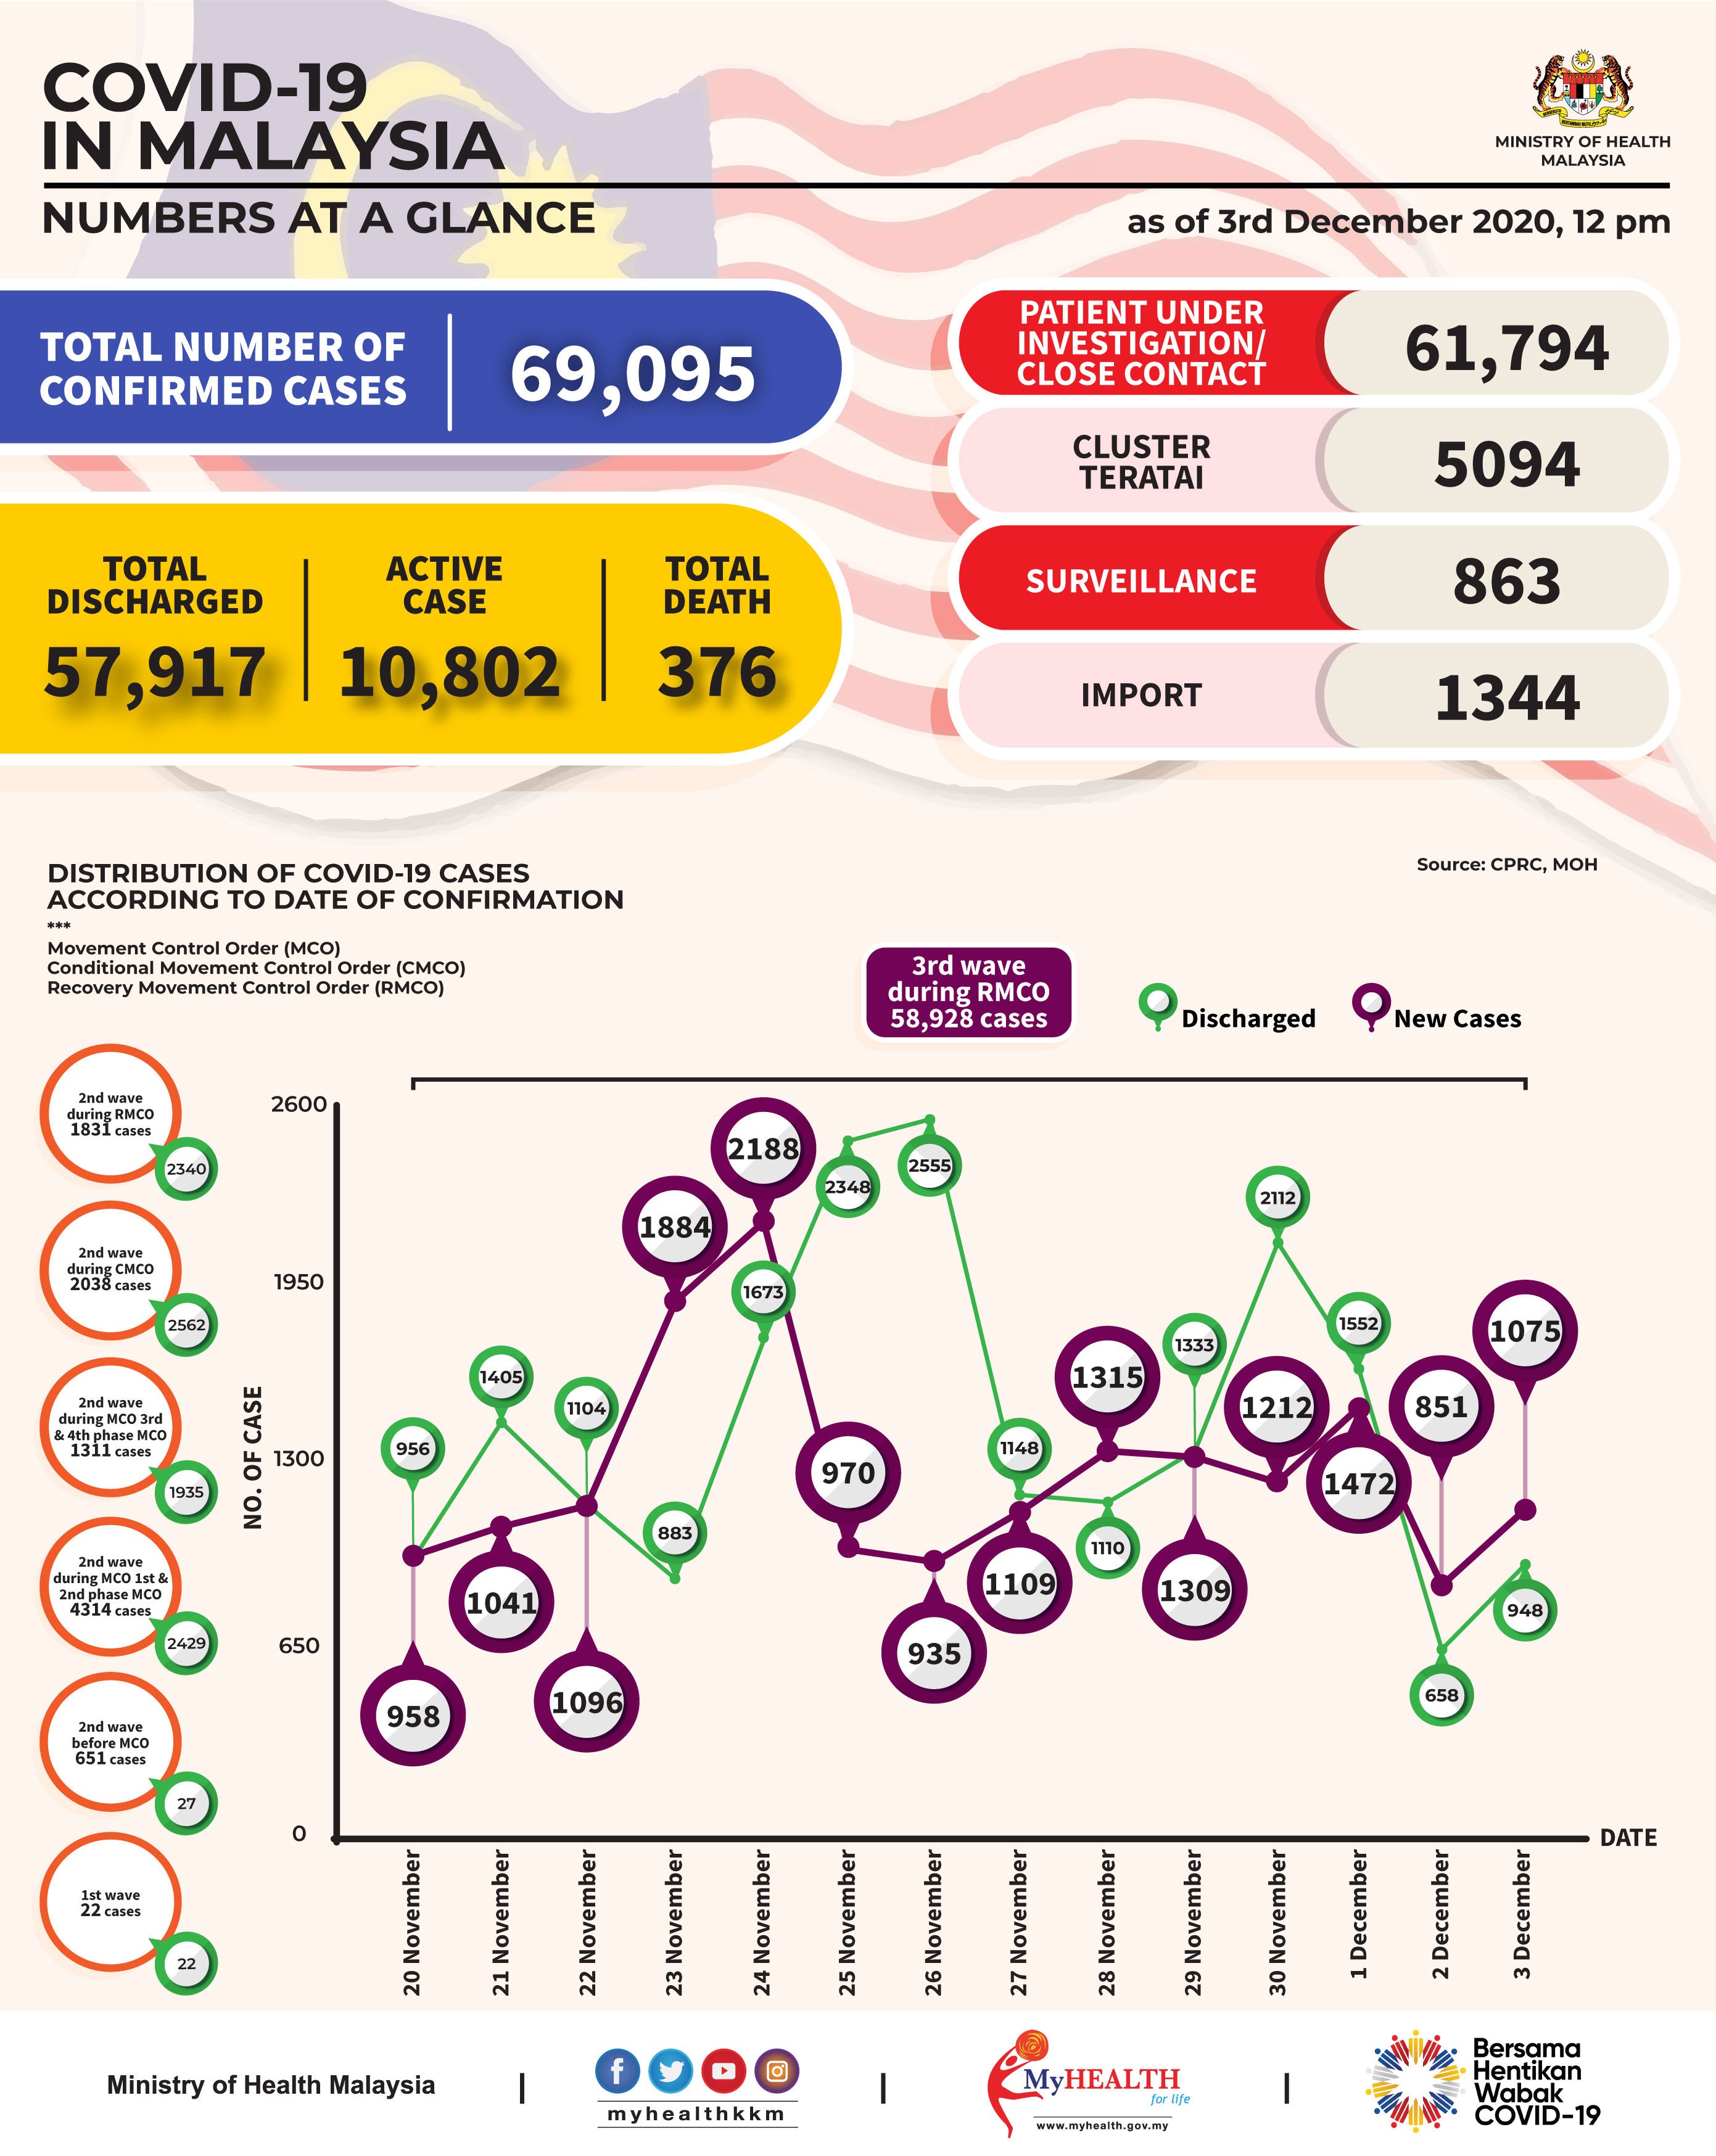 COVID-19
IN MALAYSIA
NUMBERS AT A GLANCE
MINISTRY OF HEALTH
MALAYSIA
as of 3rd December 2020, 12 pm
TOTAL NUMBER OF
CONFIRMED CASES
69,095
TOTAL
DISCHARGED
57,917
ACTIVE
CASE
10,802
TOTAL
DEATH
376
PATIENT UNDER
INVESTIGATION/
CLOSE CONTACT
61,794
CLUSTER
TERATAI
5094
SURVEILLANCE
863
IMPORT
1344
DISTRIBUTION OF COVID-19 CASES
ACCORDING TO DATE OF CONFIRMATION
***
Movement Control Order (MCO)
Conditional Movement Control Order (CMCO)
Recovery Movement Control Order (RMCO)
Source: CPRC, MOH
3rd wave
during RMCO
58,928 cases
Discharged
New Cases
2nd wave
during RMCO
1831 cases
2340
2nd wave
during CMCO
2038 cases
2562
2nd wave
during MCO 3rd
& 4th phase MCO
1311 cases
1935
2nd wave
during MCO 1st &
2nd phase MCO
4314 cases
2429
2nd wave
before MCO
651 cases
27
1st wave
22 cases
22
NO. OF CASE
2600
1950
1300
650
0
956
1405
1104
883
1673
2348
2555
1148
1110
1333
2112
1552
658
948
958
1041
1096
1884
2188
970
935
1109
1315
1309
1212
1472
851
1075
DATE
20 November
21 November
22 November
23 November
24 November
25 November
26 November
27 November
28 November
29 November
30 November
1 December
2 December
3 December
Ministry of Health Malaysia
myhealthkkm
MyHEALTH
for life
www.myhealth.gov.my
Bersama
Hentikan
Wabak
COVID-19